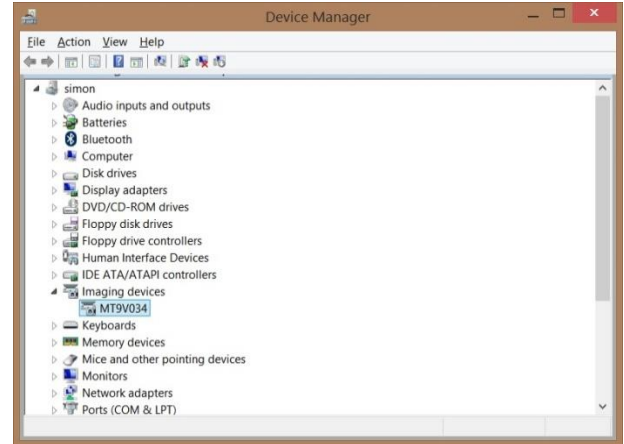 Device Manager
File Action View Help
simon
Audio inputs and outputs
Batteries
Bluetooth
Computer
Disk drives
Display adapters
DVD/CD-ROM drives
Floppy disk drives
Floppy drive controllers
Human Interface Devices
IDE ATA/ATAPI controllers
Imaging devices
MT9V034
Keyboards
Memory devices
Mice and other pointing devices
Monitors
Network adapters
Ports (COM & LPT)